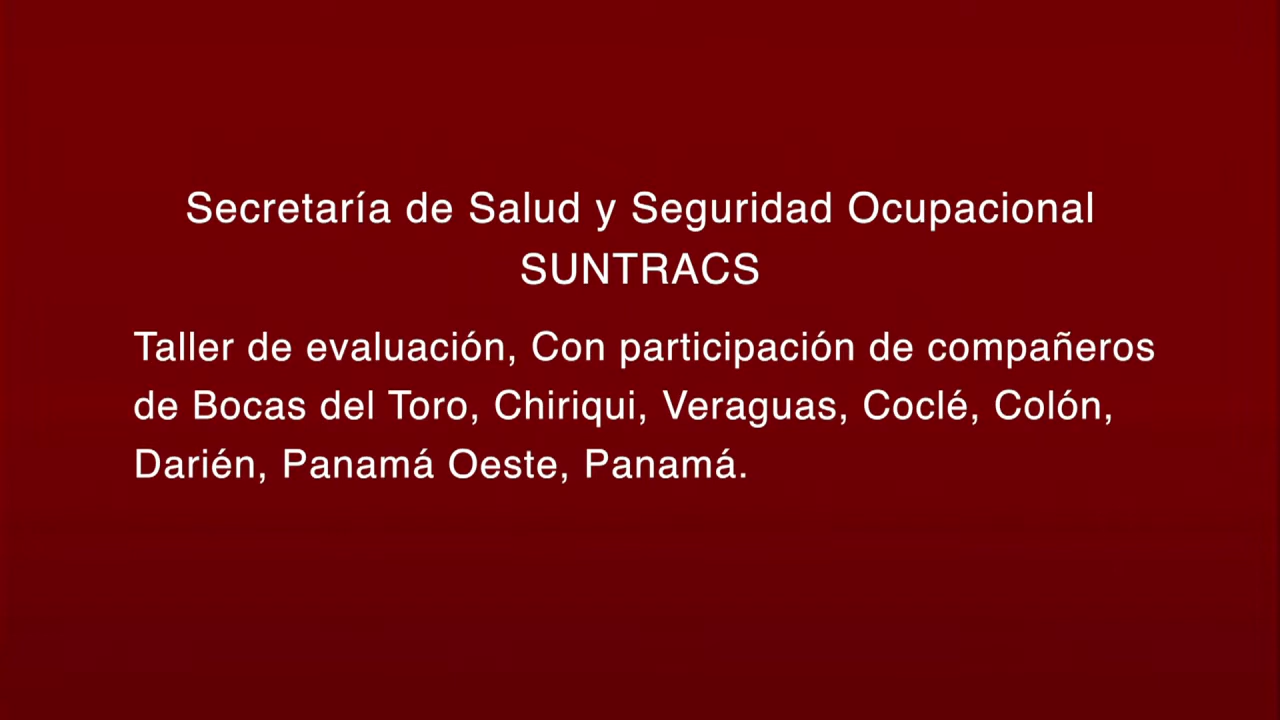 Secretaría de Salud y Seguridad Ocupacional
SUNTRACS
Taller de evaluación, Con participación de compañeros
de Bocas del Toro, Chiriqui, Veraguas, Coclé, Colón,
Darién, Panamá Oeste, Panamá.